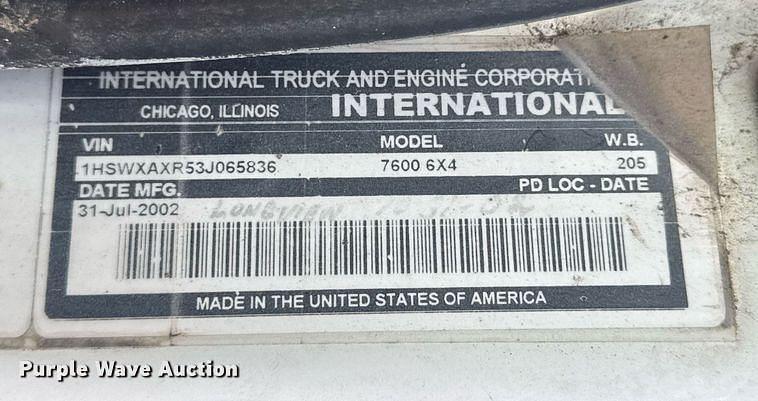 INTERNATIONAL TRUCK AND ENGINE
CHICAGO, ILLINOIS INTERNATIONAL
VIN MODEL W.B.
1HSWXAXR53J065836 7600 6X4 205
DATE MFG. PD LOC - DATE
31-Jul-2002 LONGVIEW
MADE IN THE UNITED STATES OF AMERICA
Purple Wave Auction